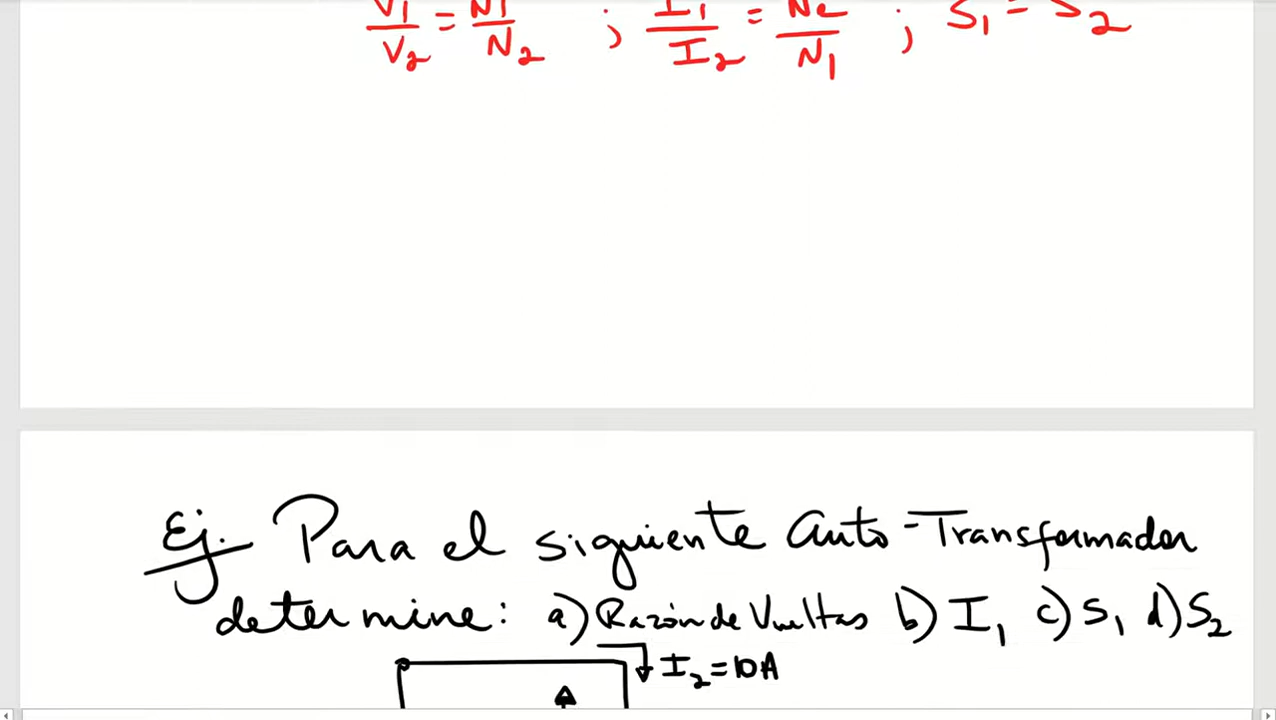 V1/V2 = N1/N2 ; I1/I2 = N2/N1 ; S1 = S2
Ej. Para el siguiente Auto-Transformador
determine: a) Razón de Vueltas b) I1 c) S1 d) S2
I2 = 10A